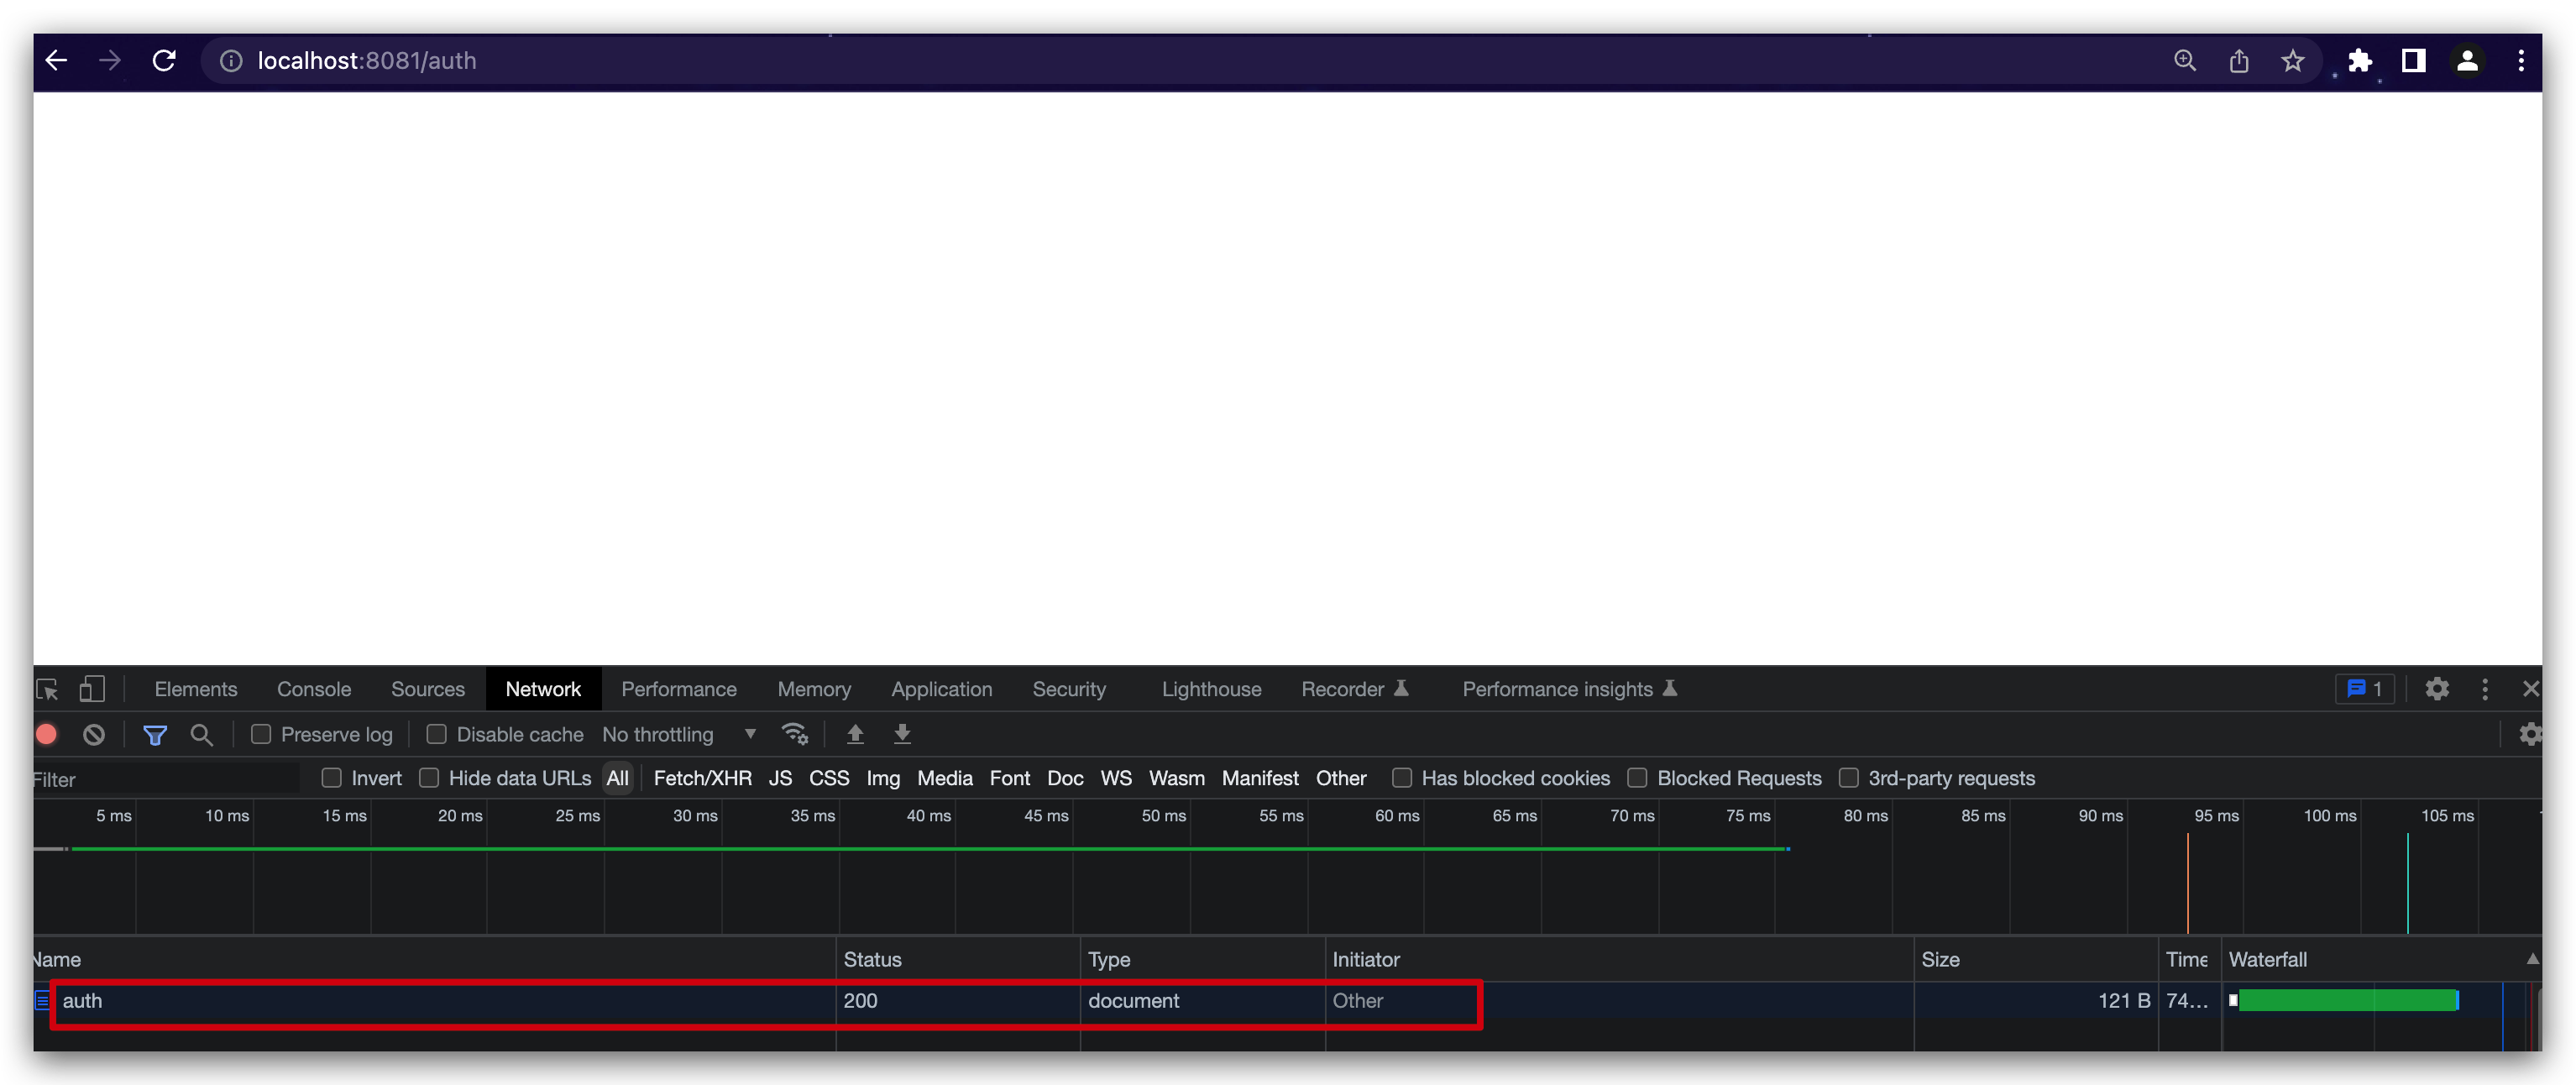 localhost:8081/auth
Elements Console Sources Network Performance Memory Application Security Lighthouse Recorder Performance insights 1
Preserve log Disable cache No throttling
Filter Invert Hide data URLs All Fetch/XHR JS CSS Img Media Font Doc WS Wasm Manifest Other Has blocked cookies Blocked Requests 3rd-party requests
5 ms 10 ms 15 ms 20 ms 25 ms 30 ms 35 ms 40 ms 45 ms 50 ms 55 ms 60 ms 65 ms 70 ms 75 ms 80 ms 85 ms 90 ms 95 ms 100 ms 105 ms
Name Status Type Initiator Size Time Waterfall
auth 200 document Other 121 B 74...